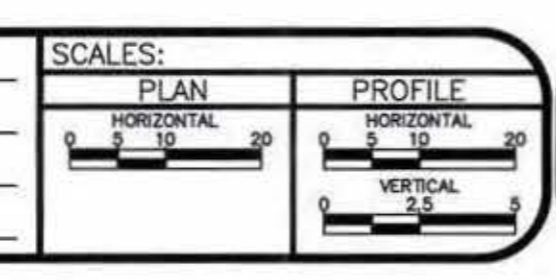 SCALES:
PLAN
HORIZONTAL
0 5 10 20
PROFILE
HORIZONTAL
0 5 10 20
VERTICAL
0 2.5 5